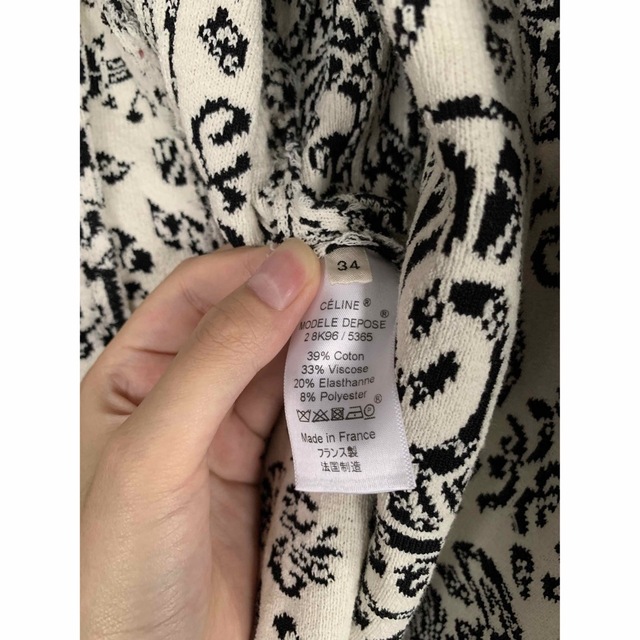 34
CÉLINE ®
MODELE DEPOSE ®
2 8K96 / 5365
39% Coton
33% Viscose
20% Elasthanne
8% Polyester
®
Made in France
フランス製
法国制造